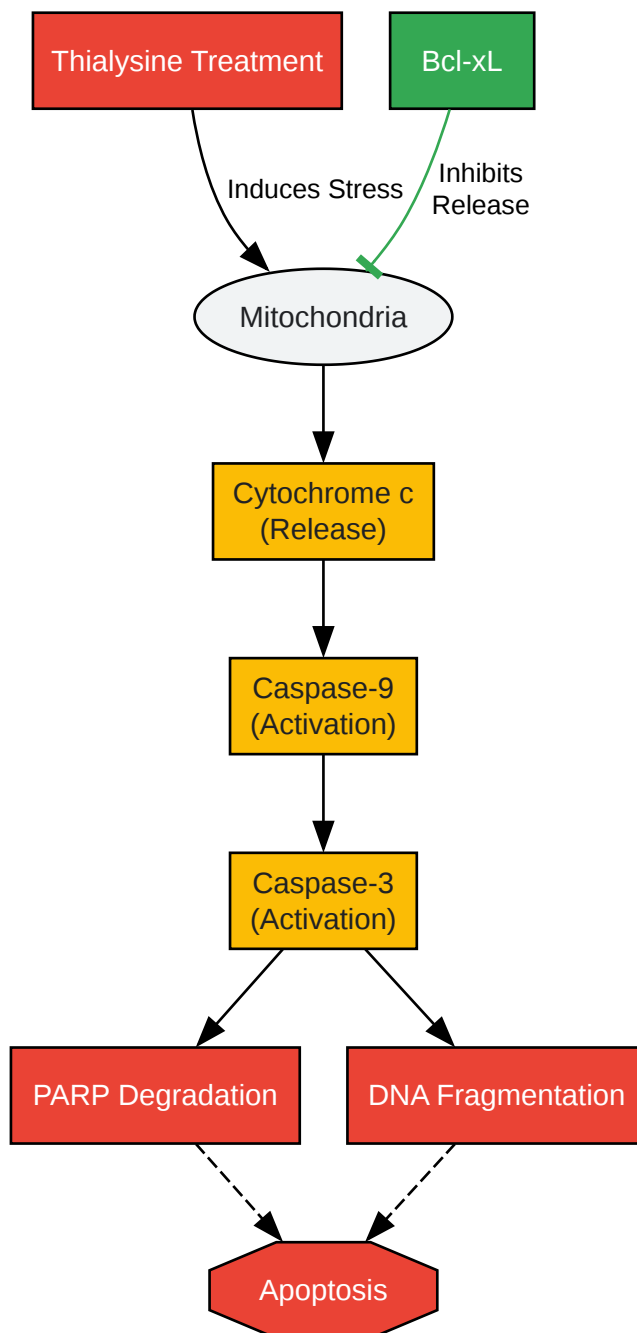 Thialysine Treatment
Bcl-xL
Induces Stress
Inhibits
Release
Mitochondria
Cytochrome c
(Release)
Caspase-9
(Activation)
Caspase-3
(Activation)
PARP Degradation
DNA Fragmentation
Apoptosis